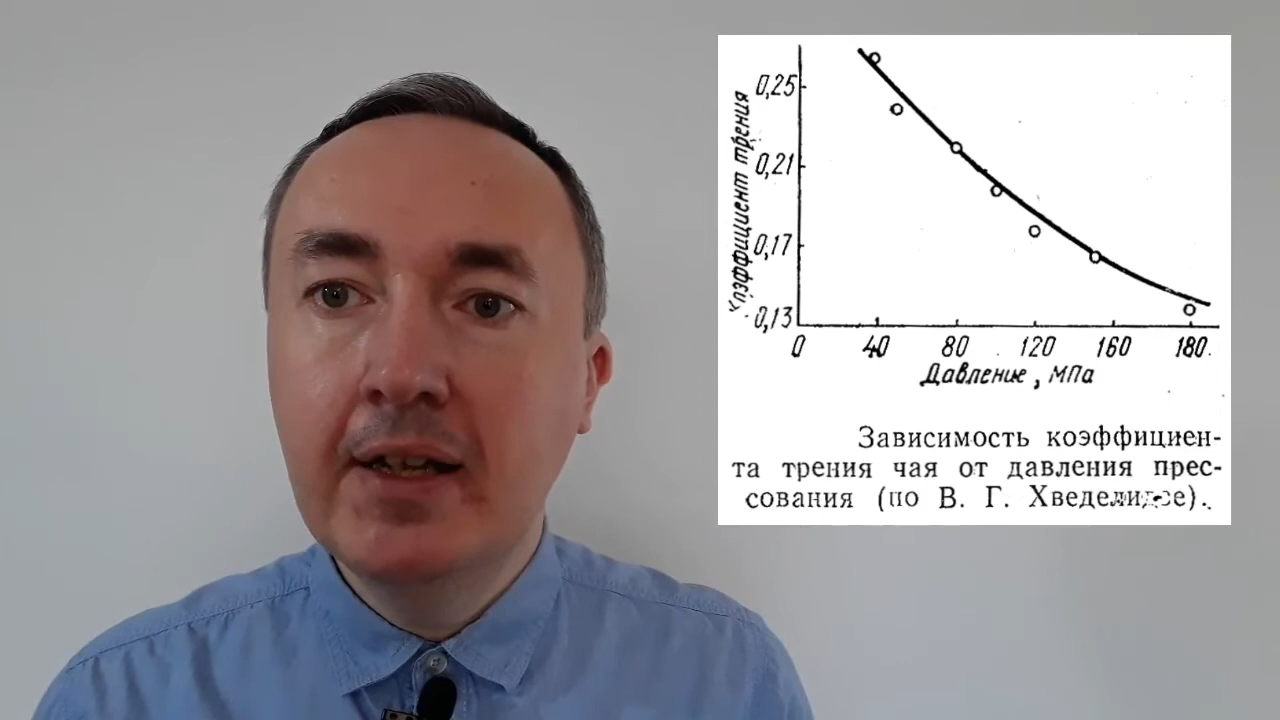 Коэффициент трения
0,25
0,21
0,17
0,13
0 40 80 120 160 180
Давление, МПа
Зависимость коэффициен-
та трения чая от давления прес-
сования (по В. Г. Хведелидзе).